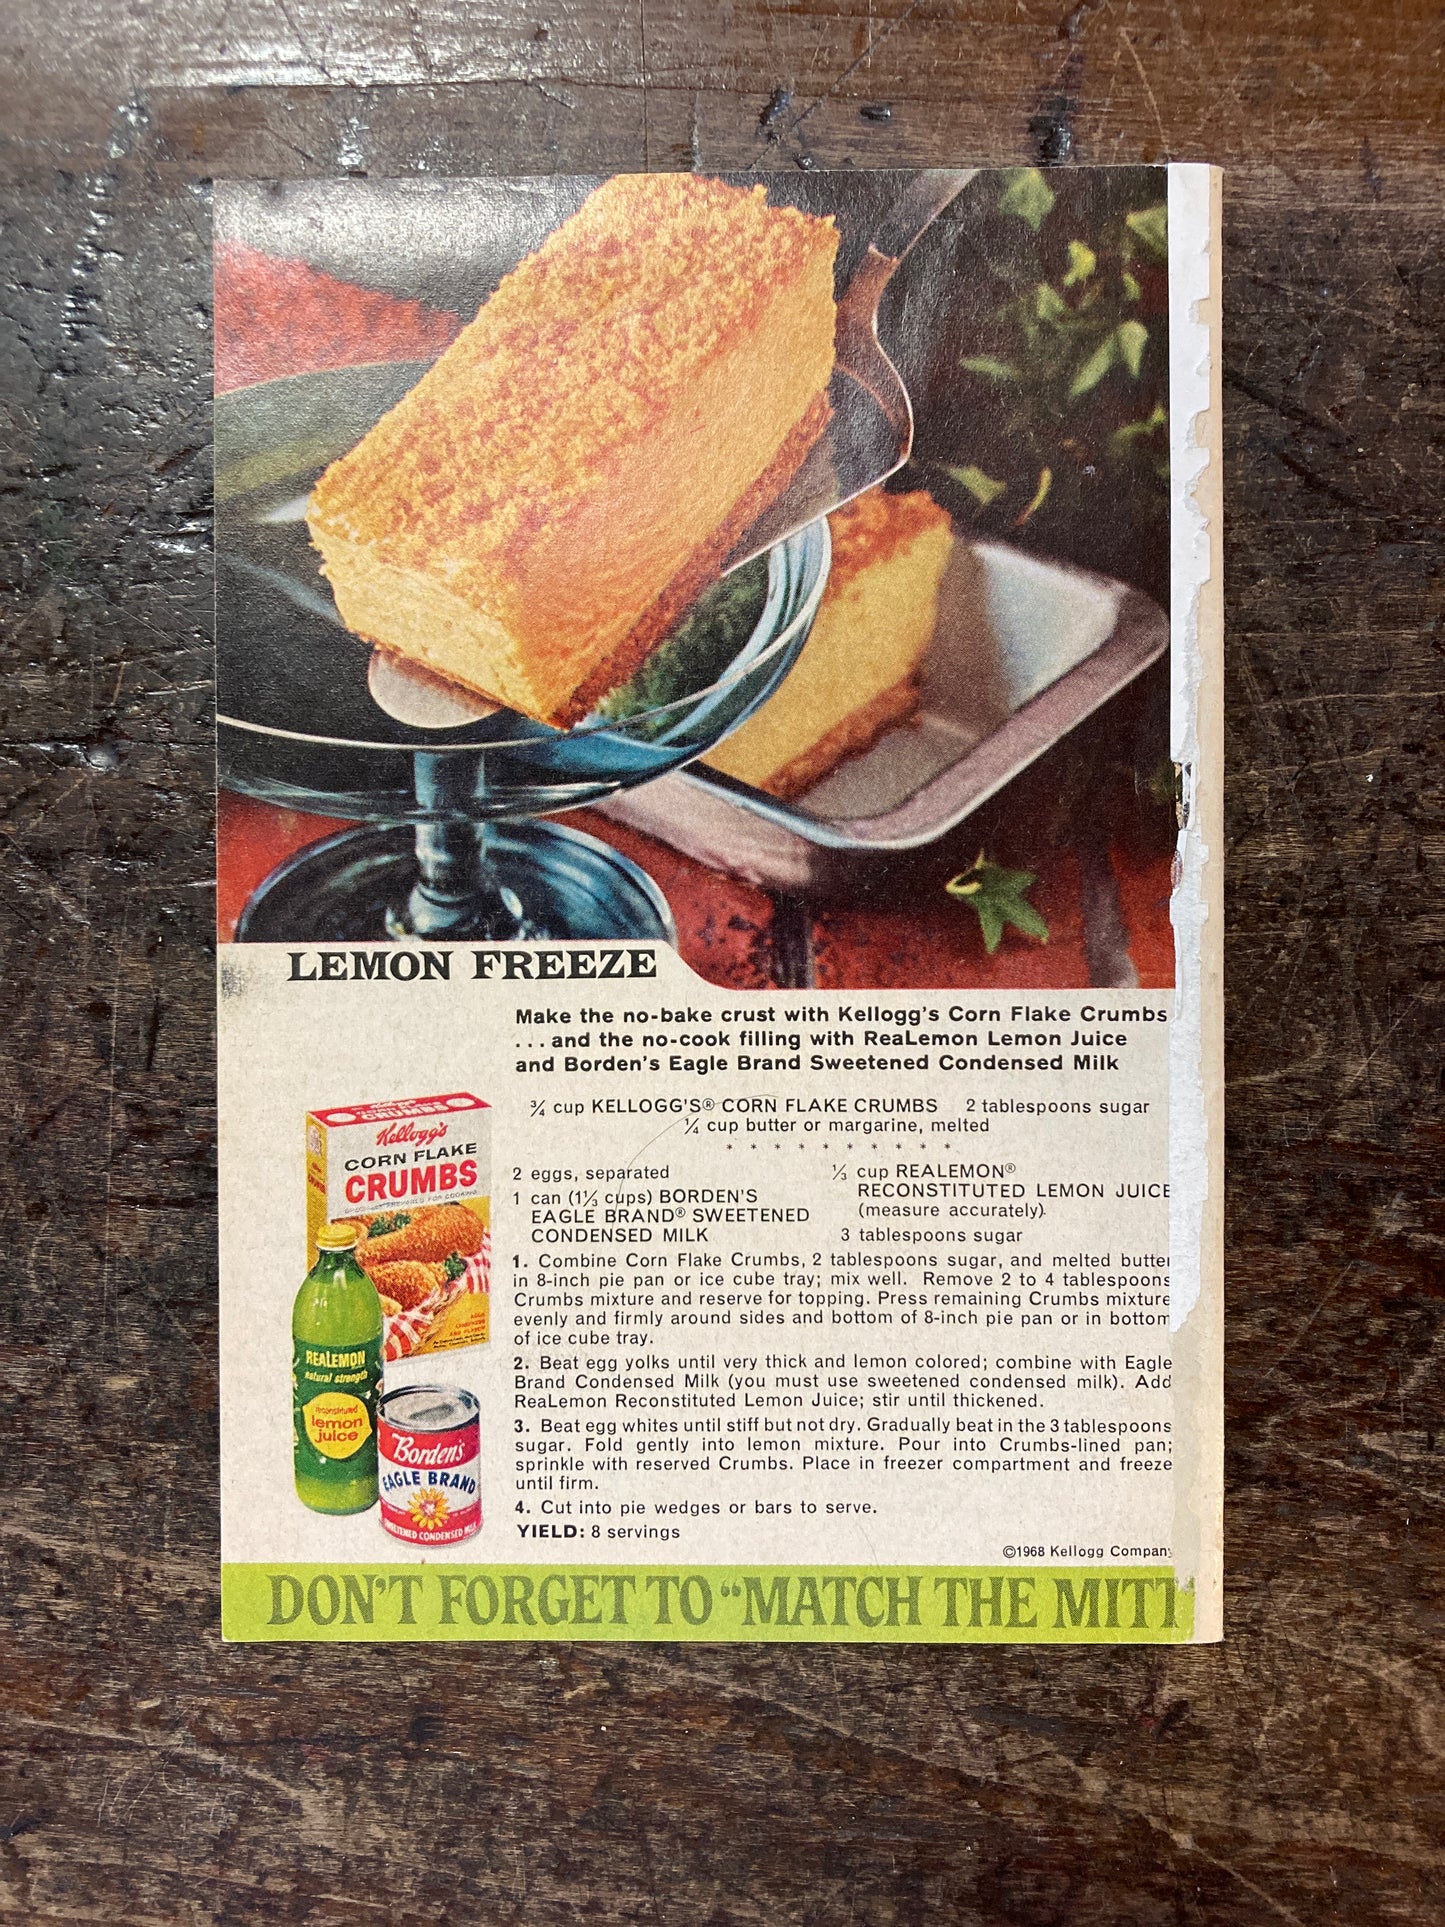 LEMON FREEZE
Make the no-bake crust with Kellogg's Corn Flake Crumbs
... and the no-cook filling with ReaLemon Lemon Juice
and Borden's Eagle Brand Sweetened Condensed Milk
¾ cup KELLOGG'S® CORN FLAKE CRUMBS 2 tablespoons sugar
¼ cup butter or margarine, melted
* * * * * * * * * *
2 eggs, separated
1 can (1⅓ cups) BORDEN'S
EAGLE BRAND® SWEETENED
CONDENSED MILK
⅓ cup REALEMON®
RECONSTITUTED LEMON JUICE
(measure accurately)
3 tablespoons sugar
1. Combine Corn Flake Crumbs, 2 tablespoons sugar, and melted butter
in 8-inch pie pan or ice cube tray; mix well. Remove 2 to 4 tablespoons
Crumbs mixture and reserve for topping. Press remaining Crumbs mixture
evenly and firmly around sides and bottom of 8-inch pie pan or in bottom
of ice cube tray.
2. Beat egg yolks until very thick and lemon colored; combine with Eagle
Brand Condensed Milk (you must use sweetened condensed milk). Add
ReaLemon Reconstituted Lemon Juice; stir until thickened.
3. Beat egg whites until stiff but not dry. Gradually beat in the 3 tablespoons
sugar. Fold gently into lemon mixture. Pour into Crumbs-lined pan;
sprinkle with reserved Crumbs. Place in freezer compartment and freeze
until firm.
4. Cut into pie wedges or bars to serve.
YIELD: 8 servings
©1968 Kellogg Company
DON'T FORGET TO “MATCH THE MITT
CRUMBS
Kellogg's
CORN FLAKE
CRUMBS
REALEMON
natural strength
reconstituted
lemon
juice
Borden's
EAGLE BRAND
SWEETENED CONDENSED MILK